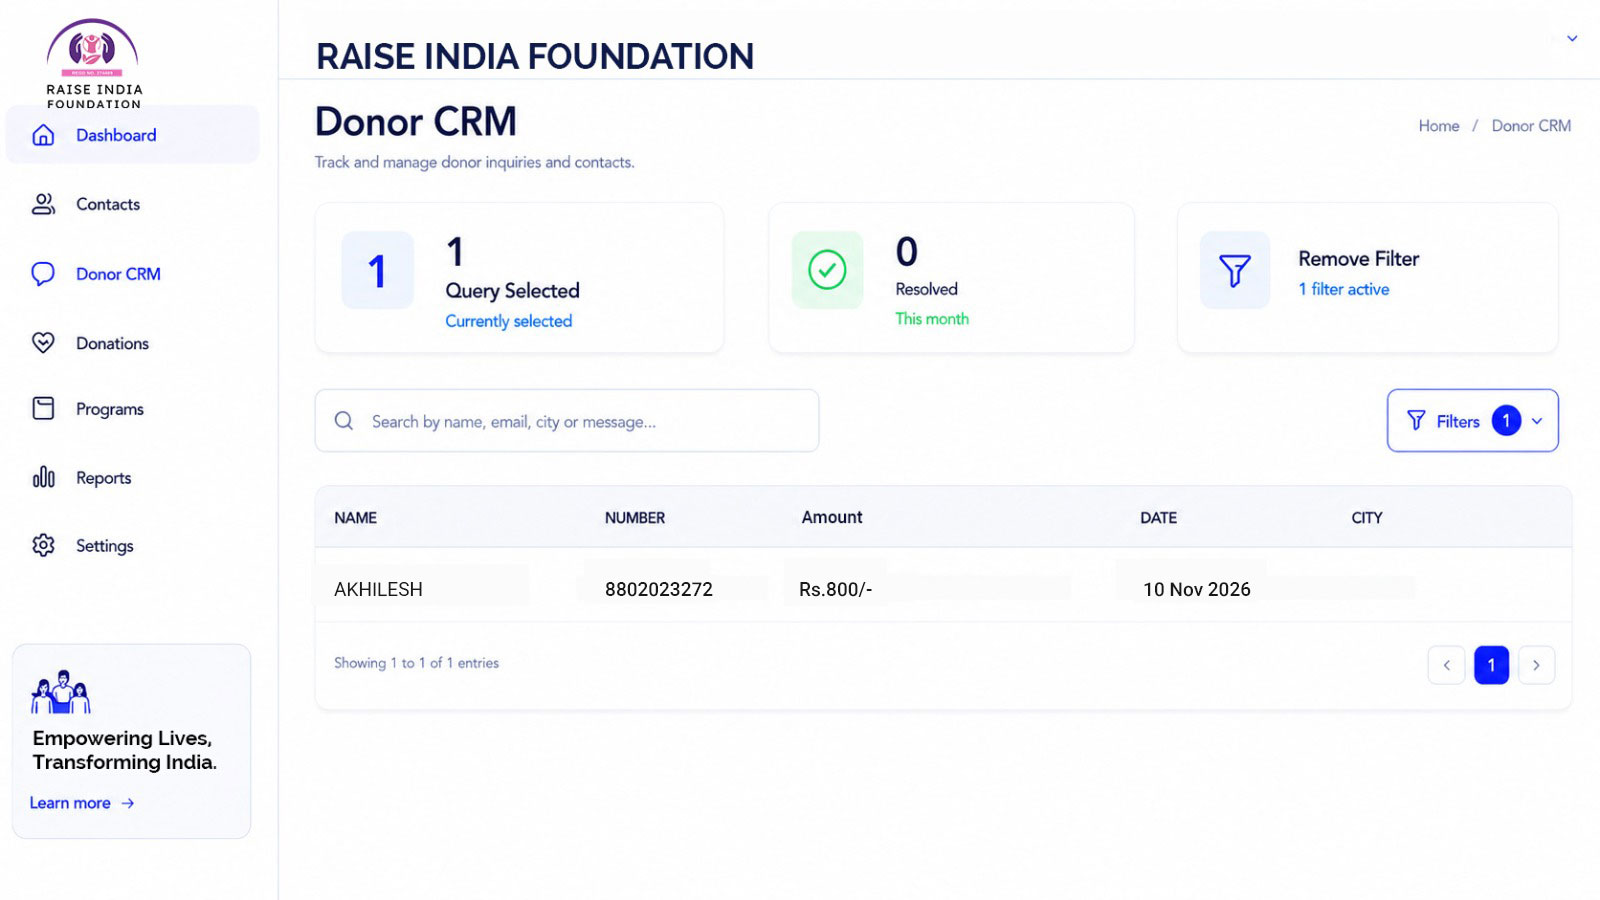 RAISE INDIA
FOUNDATION
Dashboard
Contacts
Donor CRM
Donations
Programs
Reports
Settings
Empowering Lives,
Transforming India.
Learn more →
RAISE INDIA FOUNDATION
Donor CRM
Home / Donor CRM
Track and manage donor inquiries and contacts.
1
1
Query Selected
Currently selected
0
Resolved
This month
Remove Filter
1 filter active
Search by name, email, city or message...
Filters 1
NAME NUMBER Amount DATE CITY
AKHILESH 8802023272 Rs.800/- 10 Nov 2026
Showing 1 to 1 of 1 entries
‹ 1 ›